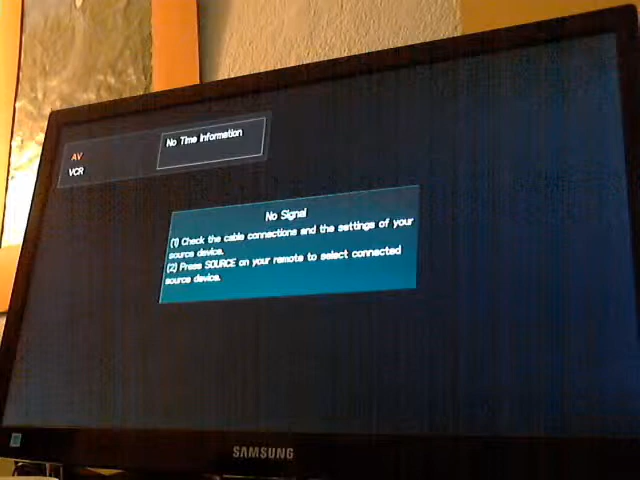 AV
VCR
No Time Information
No Signal
(1) Check the cable connections and the settings of your
source device.
(2) Press SOURCE on your remote to select connected
source device.
SAMSUNG